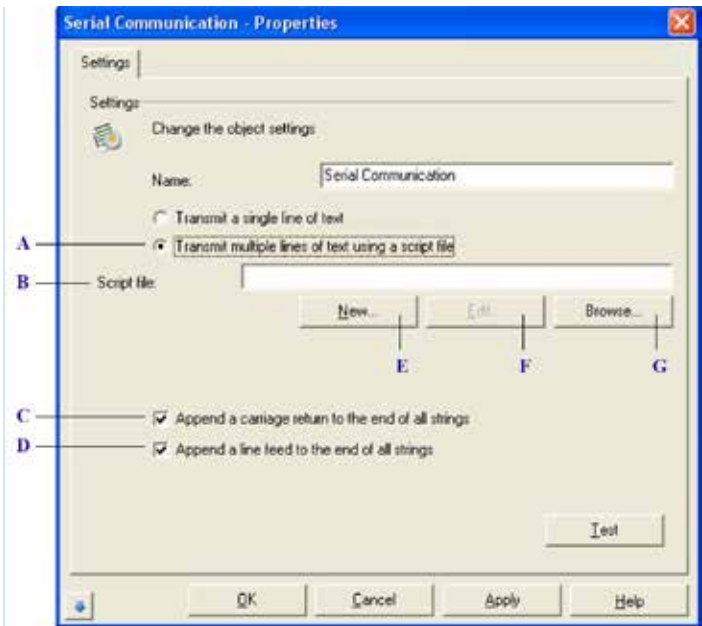 Serial Communication - Properties
Settings
Settings
Change the object settings
Name: Serial Communication
Transmit a single line of text
A Transmit multiple lines of text using a script file
B Script file:
New... Edit... Browse...
E F G
C Append a carriage return to the end of all strings
D Append a line feed to the end of all strings
Test
OK Cancel Apply Help